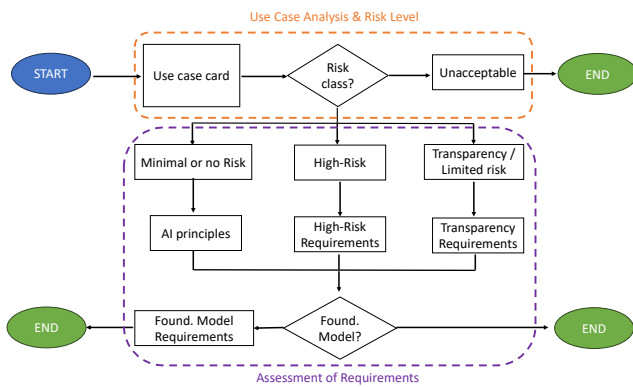 Use Case Analysis & Risk Level
START
Use case card
Risk
class?
Unacceptable
END
Minimal or no Risk
High-Risk
Transparency /
Limited risk
AI principles
High-Risk
Requirements
Transparency
Requirements
END
Found. Model
Requirements
Found.
Model?
END
Assessment of Requirements